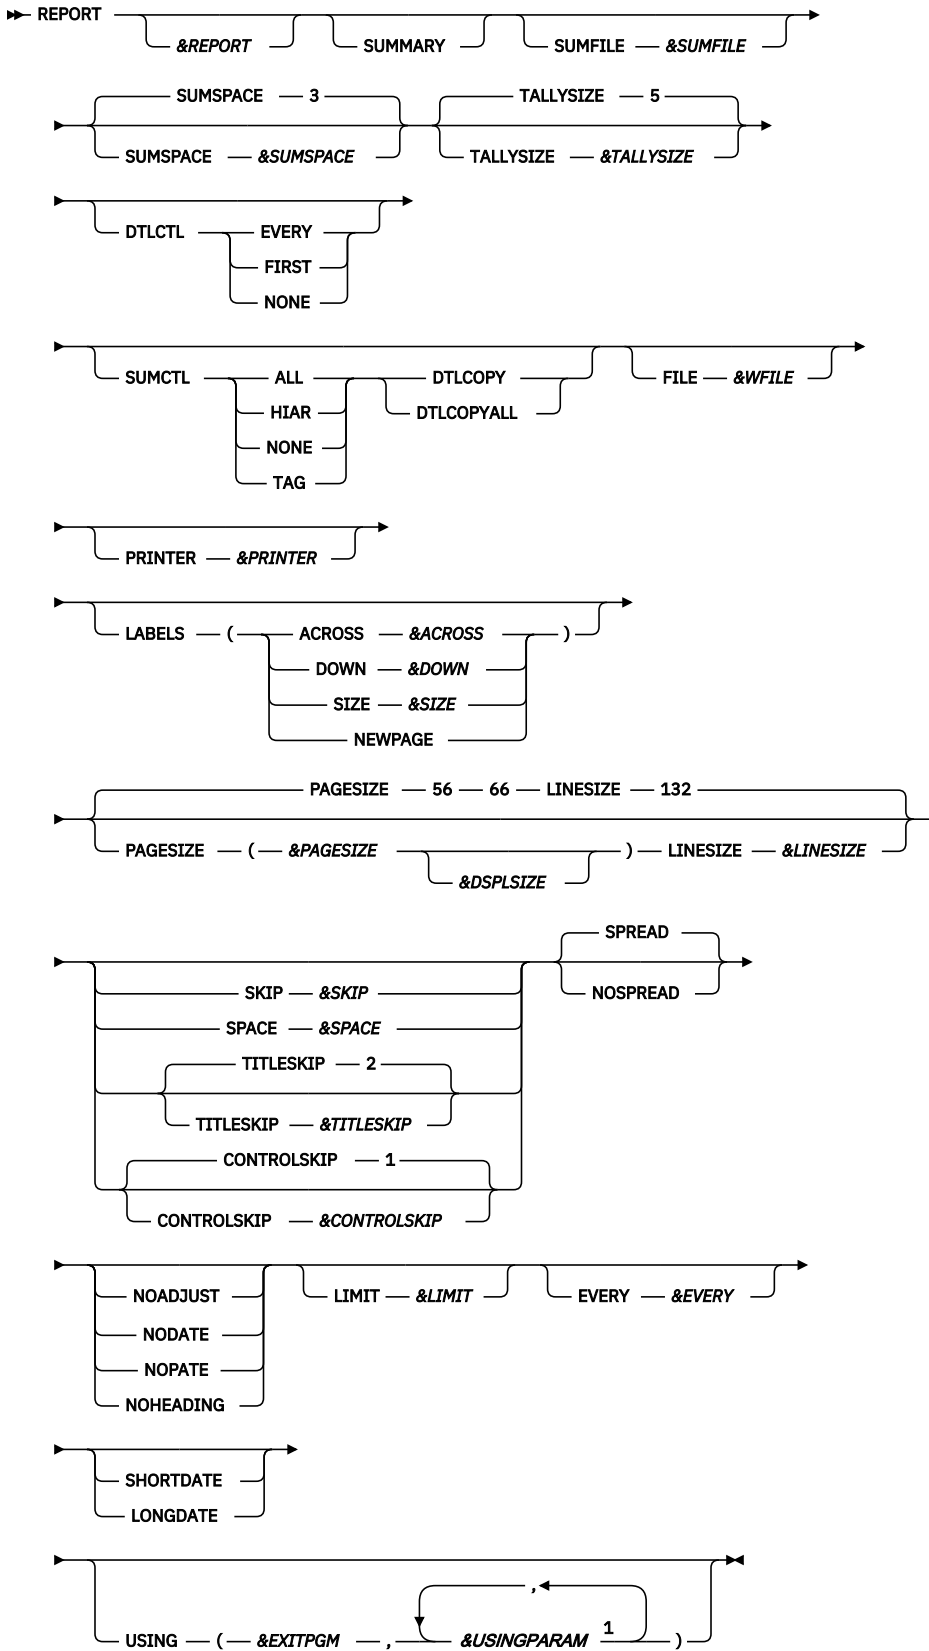 REPORT
&REPORT SUMMARY SUMFILE &SUMFILE
SUMSPACE 3 TALLYSIZE 5
SUMSPACE &SUMSPACE TALLYSIZE &TALLYSIZE
DTLCTL EVERY
FIRST
NONE
SUMCTL ALL DTLCOPY FILE &WFILE
HIAR DTLCOPYALL
NONE
TAG
PRINTER &PRINTER
LABELS ( ACROSS &ACROSS )
DOWN &DOWN
SIZE &SIZE
NEWPAGE
PAGESIZE 56 66 LINESIZE 132
PAGESIZE ( &PAGESIZE ) LINESIZE &LINESIZE
&DSPLSIZE
SPREAD
SKIP &SKIP NOSPREAD
SPACE &SPACE
TITLESKIP 2
TITLESKIP &TITLESKIP
CONTROLSKIP 1
CONTROLSKIP &CONTROLSKIP
NOADJUST LIMIT &LIMIT EVERY &EVERY
NODATE
NOPATE
NOHEADING
SHORTDATE
LONGDATE
,
USING ( &EXITPGM , &USINGPARAM 1 )